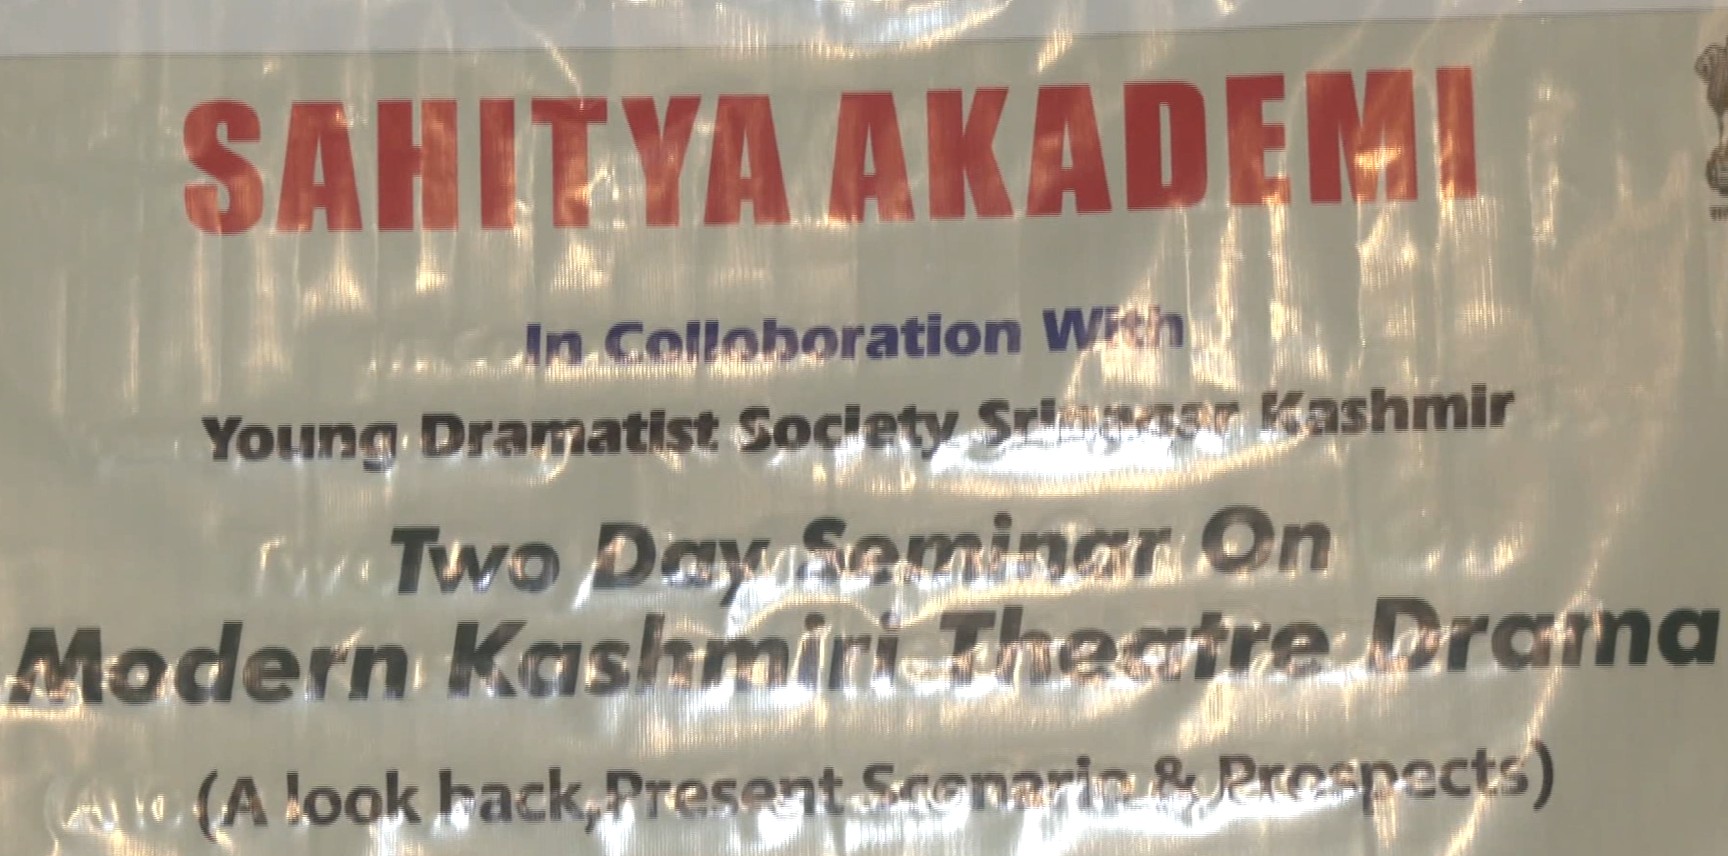 SAHITYA AKADEMI
In Colloboration With
Young Dramatist Society Srinagar Kashmir
Two Day Seminar On
Modern Kashmiri Theatre Drama
(A look back,Present Scenario & Prospects)